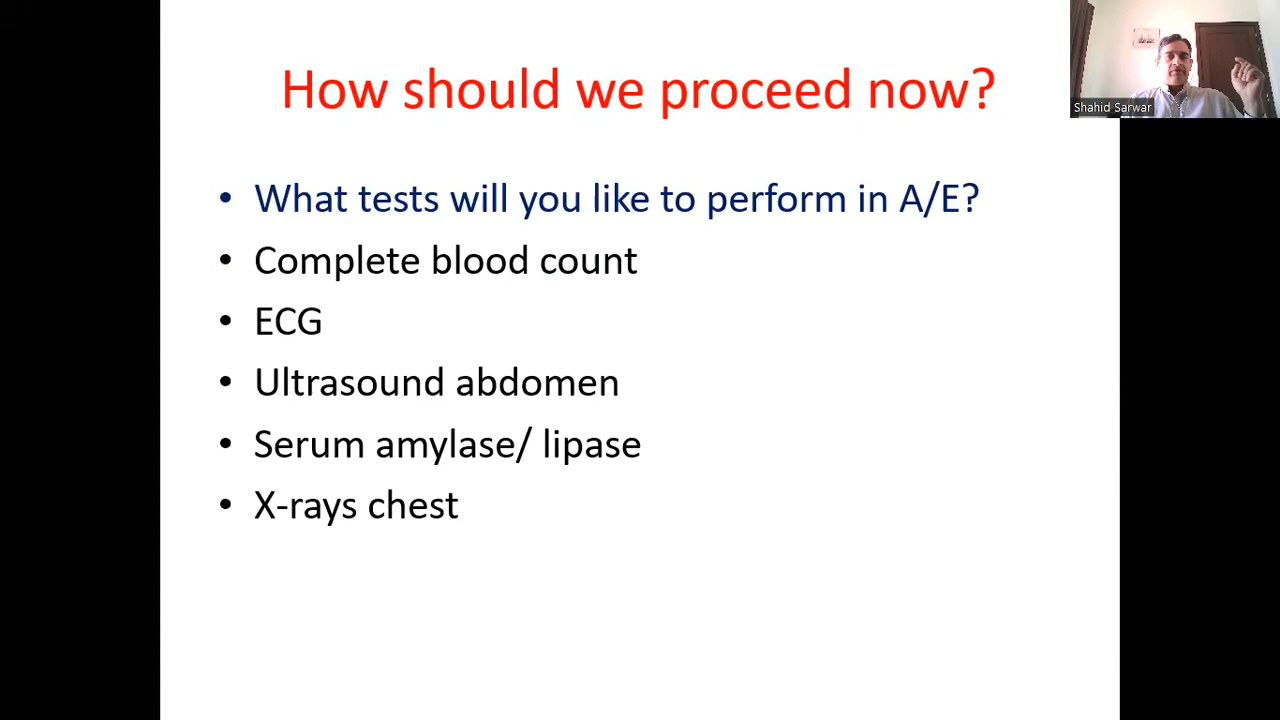 How should we proceed now?
Shahid Sarwar
• What tests will you like to perform in A/E?
• Complete blood count
• ECG
• Ultrasound abdomen
• Serum amylase/ lipase
• X-rays chest